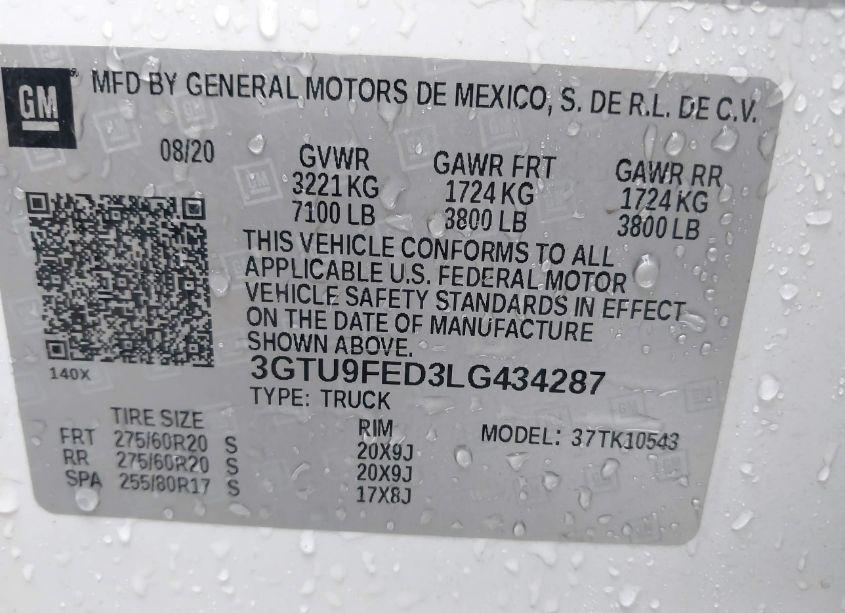 GM
MFD BY GENERAL MOTORS DE MEXICO, S. DE R.L. DE C.V.
08/20
GVWR GAWR FRT GAWR RR
3221 KG 1724 KG 1724 KG
7100 LB 3800 LB 3800 LB
THIS VEHICLE CONFORMS TO ALL
APPLICABLE U.S. FEDERAL MOTOR
VEHICLE SAFETY STANDARDS IN EFFECT
ON THE DATE OF MANUFACTURE
SHOWN ABOVE.
140X
3GTU9FED3LG434287
TYPE: TRUCK
TIRE SIZE RIM MODEL: 37TK10543
FRT 275/60R20 S 20X9J
RR 275/60R20 S 20X9J
SPA 255/80R17 S 17X8J